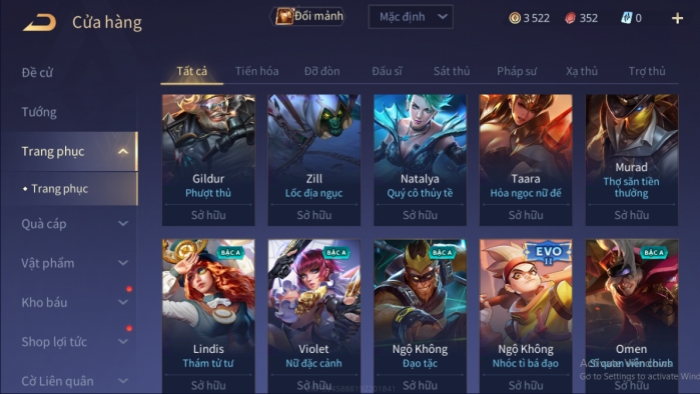 Cửa hàng
Đổi mảnh
Mặc định
3 522
352
0
Đề cử
Tướng
Trang phục
Trang phục
Quà cáp
Vật phẩm
Kho báu
Shop lợi tức
Cờ Liên quân
Tất cả Tiến hóa Đỡ đòn Đấu sĩ Sát thủ Pháp sư Xạ thủ Trợ thủ
Gildur
Phượt thủ
Sở hữu
Zill
Lốc địa ngục
Sở hữu
Natalya
Quý cô thủy tề
Sở hữu
Taara
Hỏa ngọc nữ đế
Sở hữu
Murad
Thợ săn tiền
thưởng
Sở hữu
BẬC A
Lindis
Thám tử tư
Sở hữu
BẬC A
Violet
Nữ đặc cảnh
Sở hữu
BẬC A
Ngộ Không
Đạo tặc
Sở hữu
EVO
Ngộ Không
Nhóc tì bá đạo
Sở hữu
BẬC A
Omen
Sĩ quan viễn chinh
Sở hữu
Activate Windows
Go to Settings to activate Wind